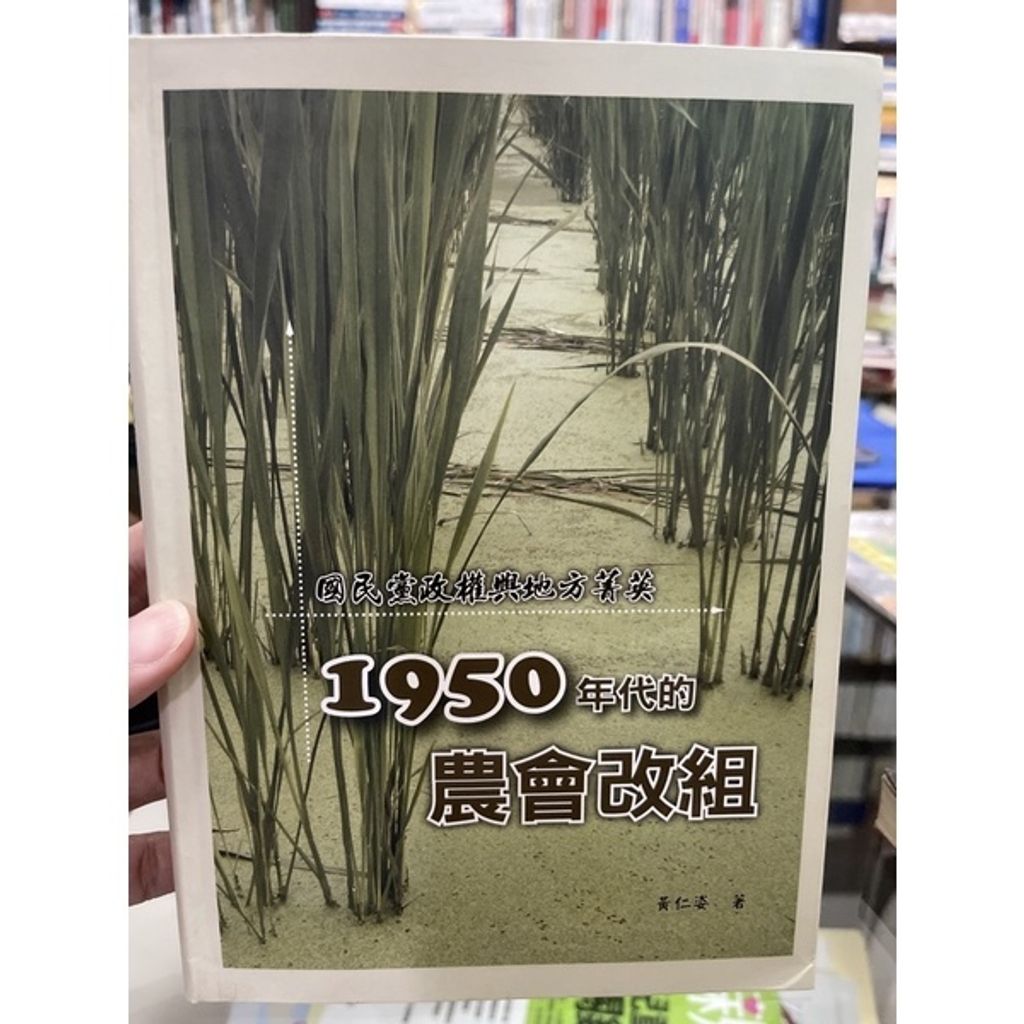 國民黨政權與地方菁英
1950年代的
農會改組
黃仁姿、著